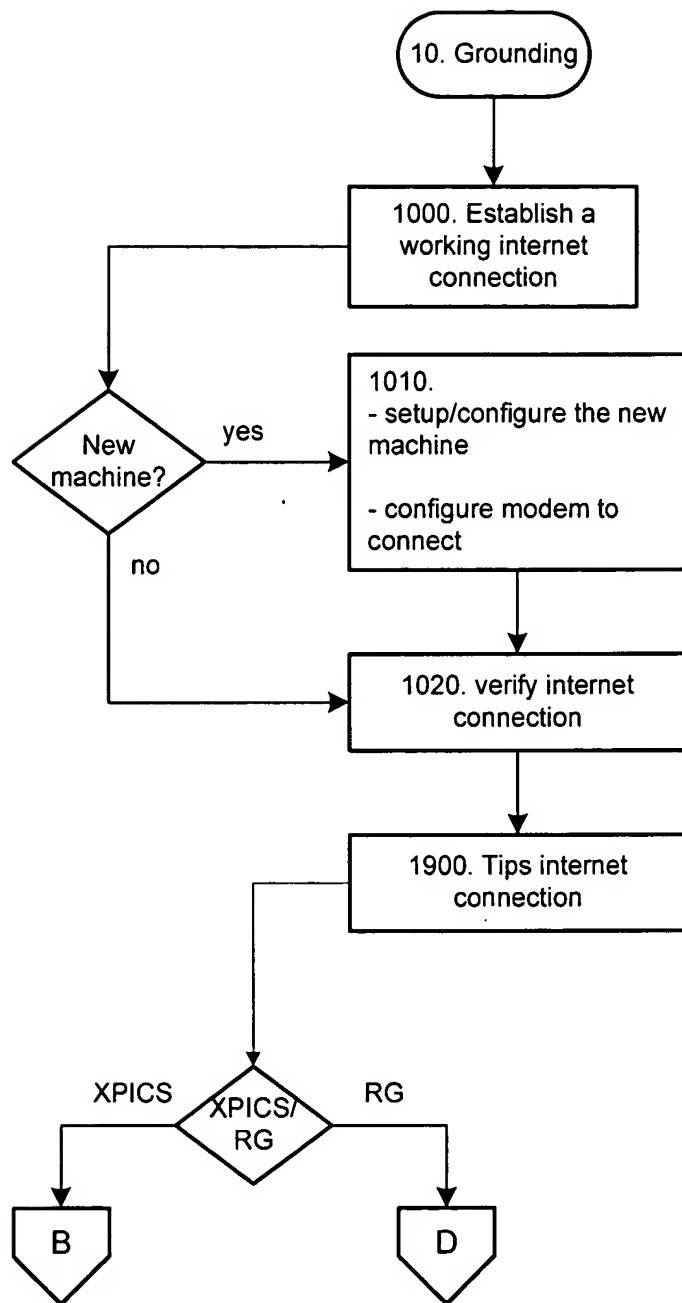 10. Grounding
1000. Establish a
working internet
connection
1010.
- setup/configure the new
machine
- configure modem to
connect
New
machine?
yes
no
1020. verify internet
connection
1900. Tips internet
connection
XPICS
XPICS/
RG
RG
B
D